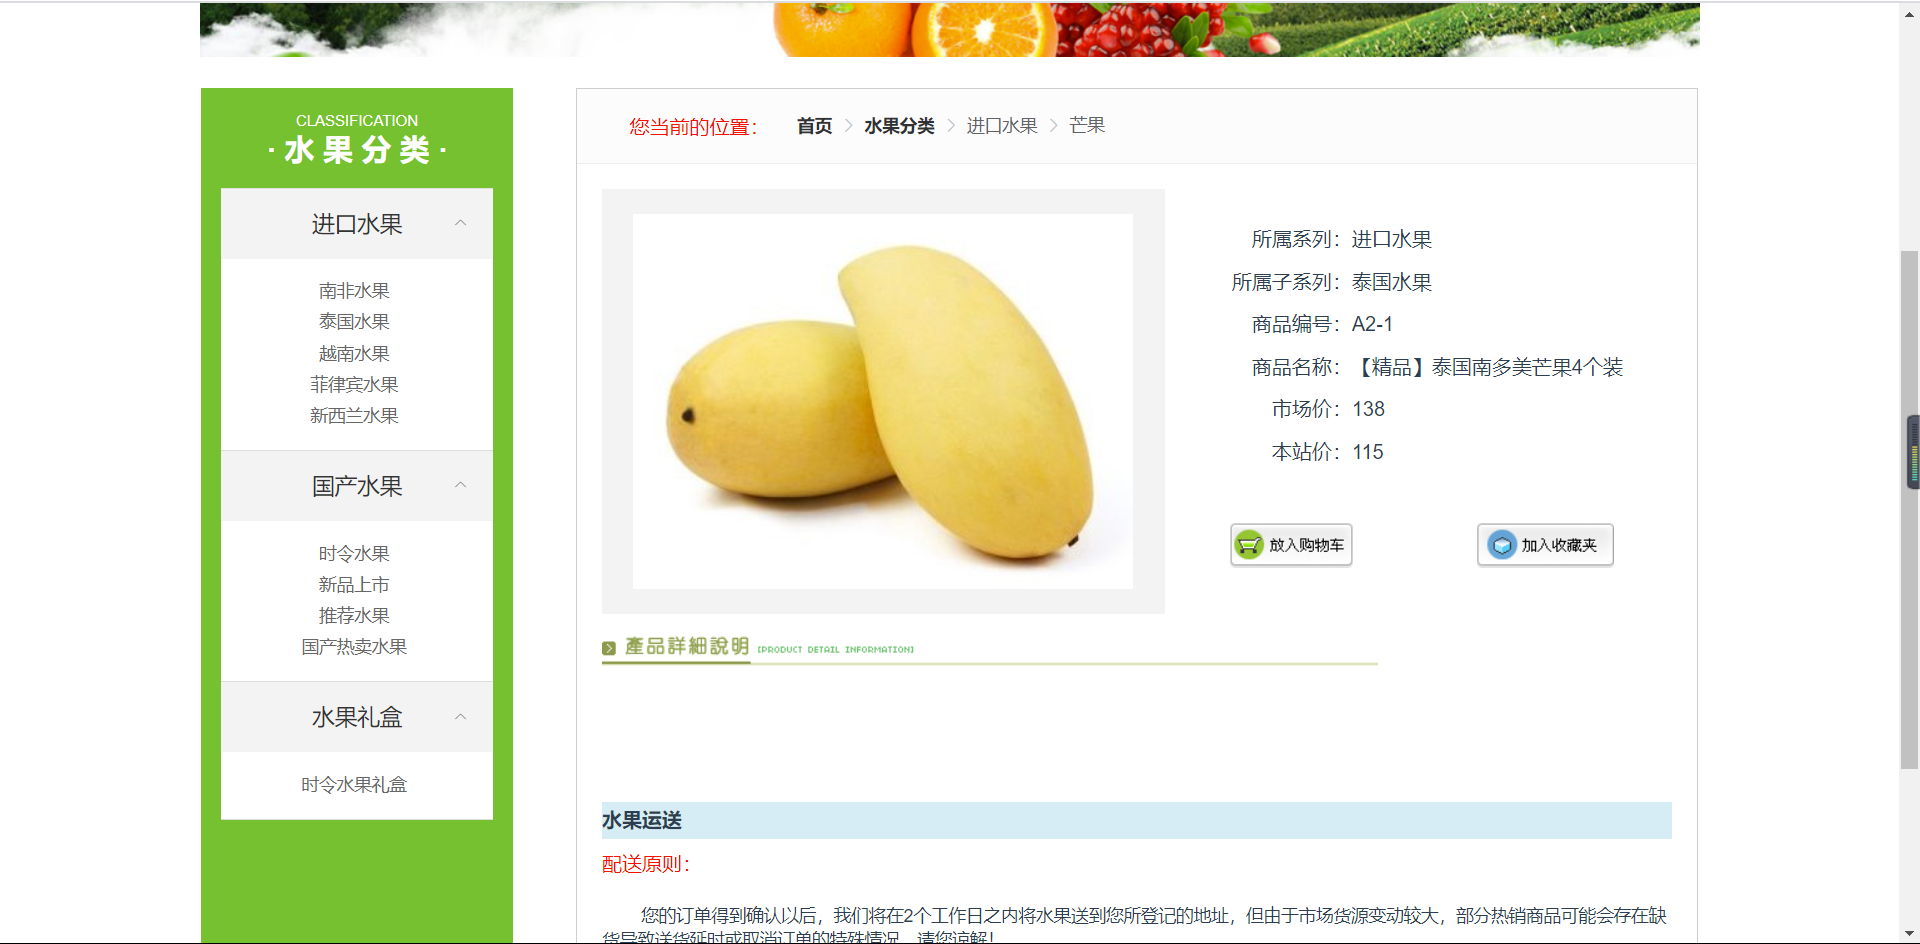 CLASSIFICATION
· 水 果 分 类 ·
进口水果
南非水果
泰国水果
越南水果
菲律宾水果
新西兰水果
国产水果
时令水果
新品上市
推荐水果
国产热卖水果
水果礼盒
时令水果礼盒
您当前的位置： 首页 > 水果分类 > 进口水果 > 芒果
所属系列：进口水果
所属子系列：泰国水果
商品编号：A2-1
商品名称：【精品】泰国南多美芒果4个装
市场价：138
本站价：115
放入购物车 加入收藏夹
產品詳細說明 [PRODUCT DETAIL INFORMATION]
水果运送
配送原则：
您的订单得到确认以后，我们将在2个工作日之内将水果送到您所登记的地址，但由于市场货源变动较大，部分热销商品可能会存在缺
货导致送货延时或取消订单的特殊情况，请您谅解！